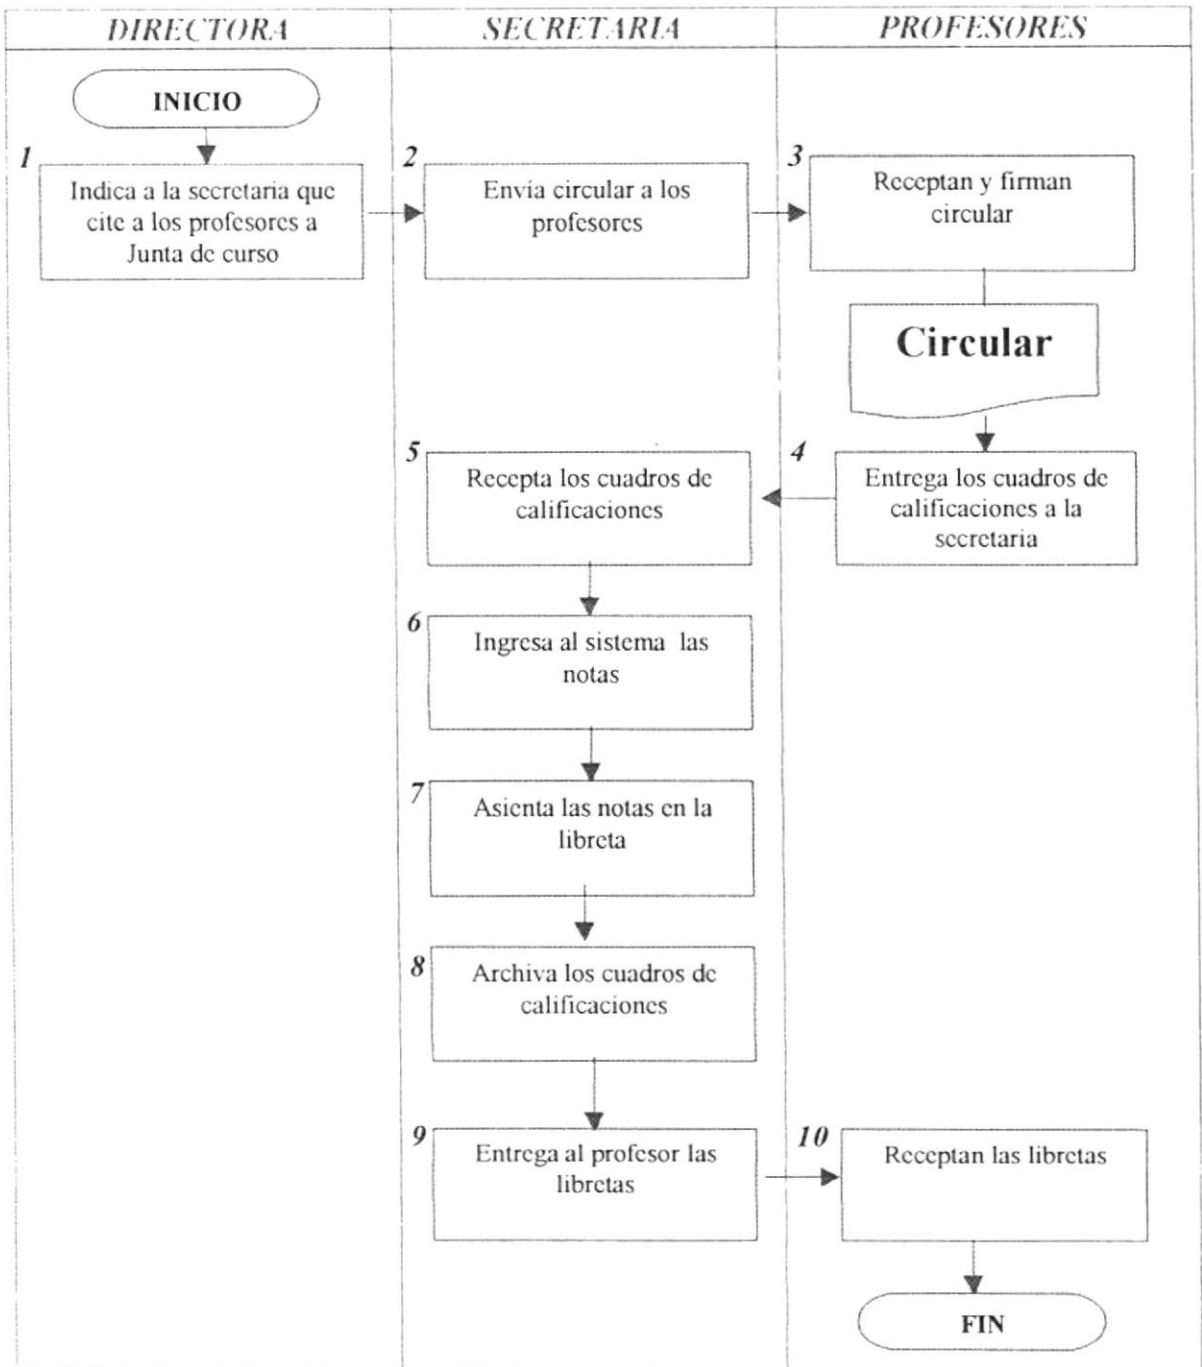 DIRECTORA
SECRETARIA
PROFESORES
INICIO
1
Indica a la secretaria que
cite a los profesores a
Junta de curso
2
Envia circular a los
profesores
3
Receptan y firman
circular
Circular
4
Entrega los cuadros de
calificaciones a la
secretaria
5
Recepta los cuadros de
calificaciones
6
Ingresa al sistema las
notas
7
Asienta las notas en la
libreta
8
Archiva los cuadros de
calificaciones
9
Entrega al profesor las
libretas
10
Receptan las libretas
FIN